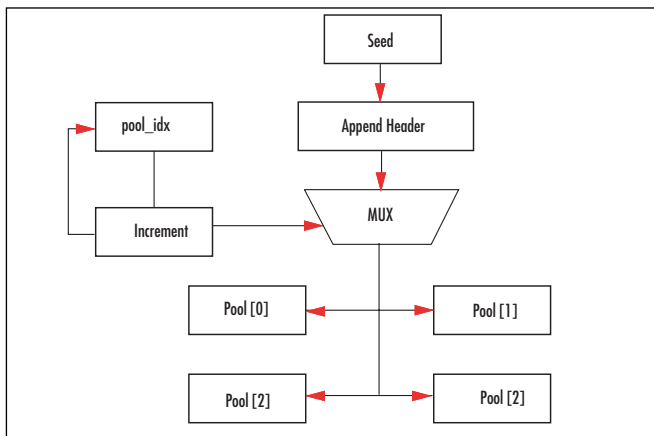 Seed
pool_idx
Append Header
MUX
Increment
Pool [0]
Pool [1]
Pool [2]
Pool [2]